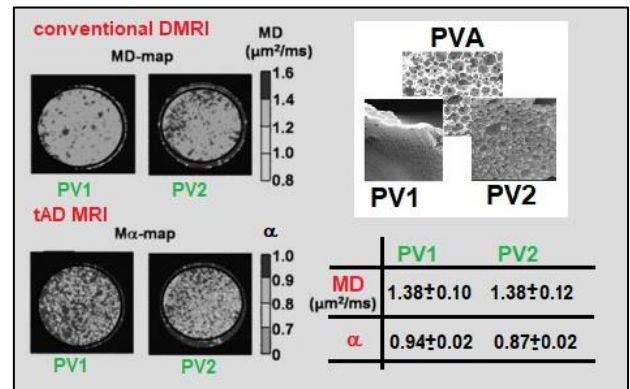 conventional DMRI
MD-map
MD
(µm²/ms)
1.6
1.4
1.2
1.0
0.8
PV1 PV2
tAD MRI
Mα-map
α
1.0
0.9
0.8
0.7
0
PV1 PV2
PVA
PV1 PV2
PV1 PV2
MD
(µm²/ms)
1.38±0.10 1.38±0.12
α 0.94±0.02 0.87±0.02